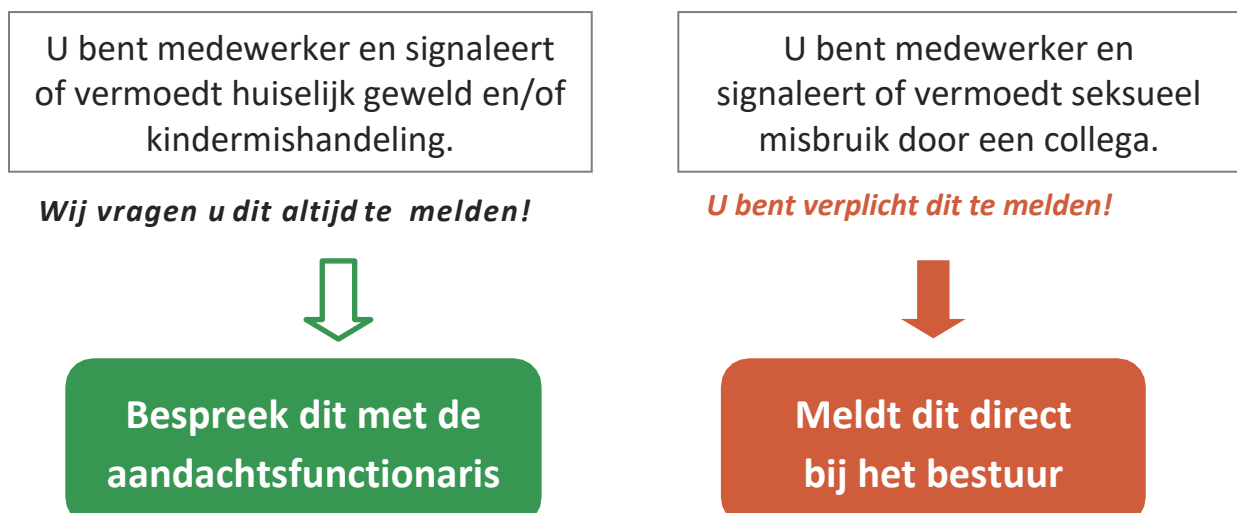 U bent medewerker en signaleert
of vermoedt huiselijk geweld en/of
kindermishandeling.
Wij vragen u dit altijd te melden!
Bespreek dit met de
aandachtsfunctionaris
U bent medewerker en
signaleert of vermoedt seksueel
misbruik door een collega.
U bent verplicht dit te melden!
Meldt dit direct
bij het bestuur